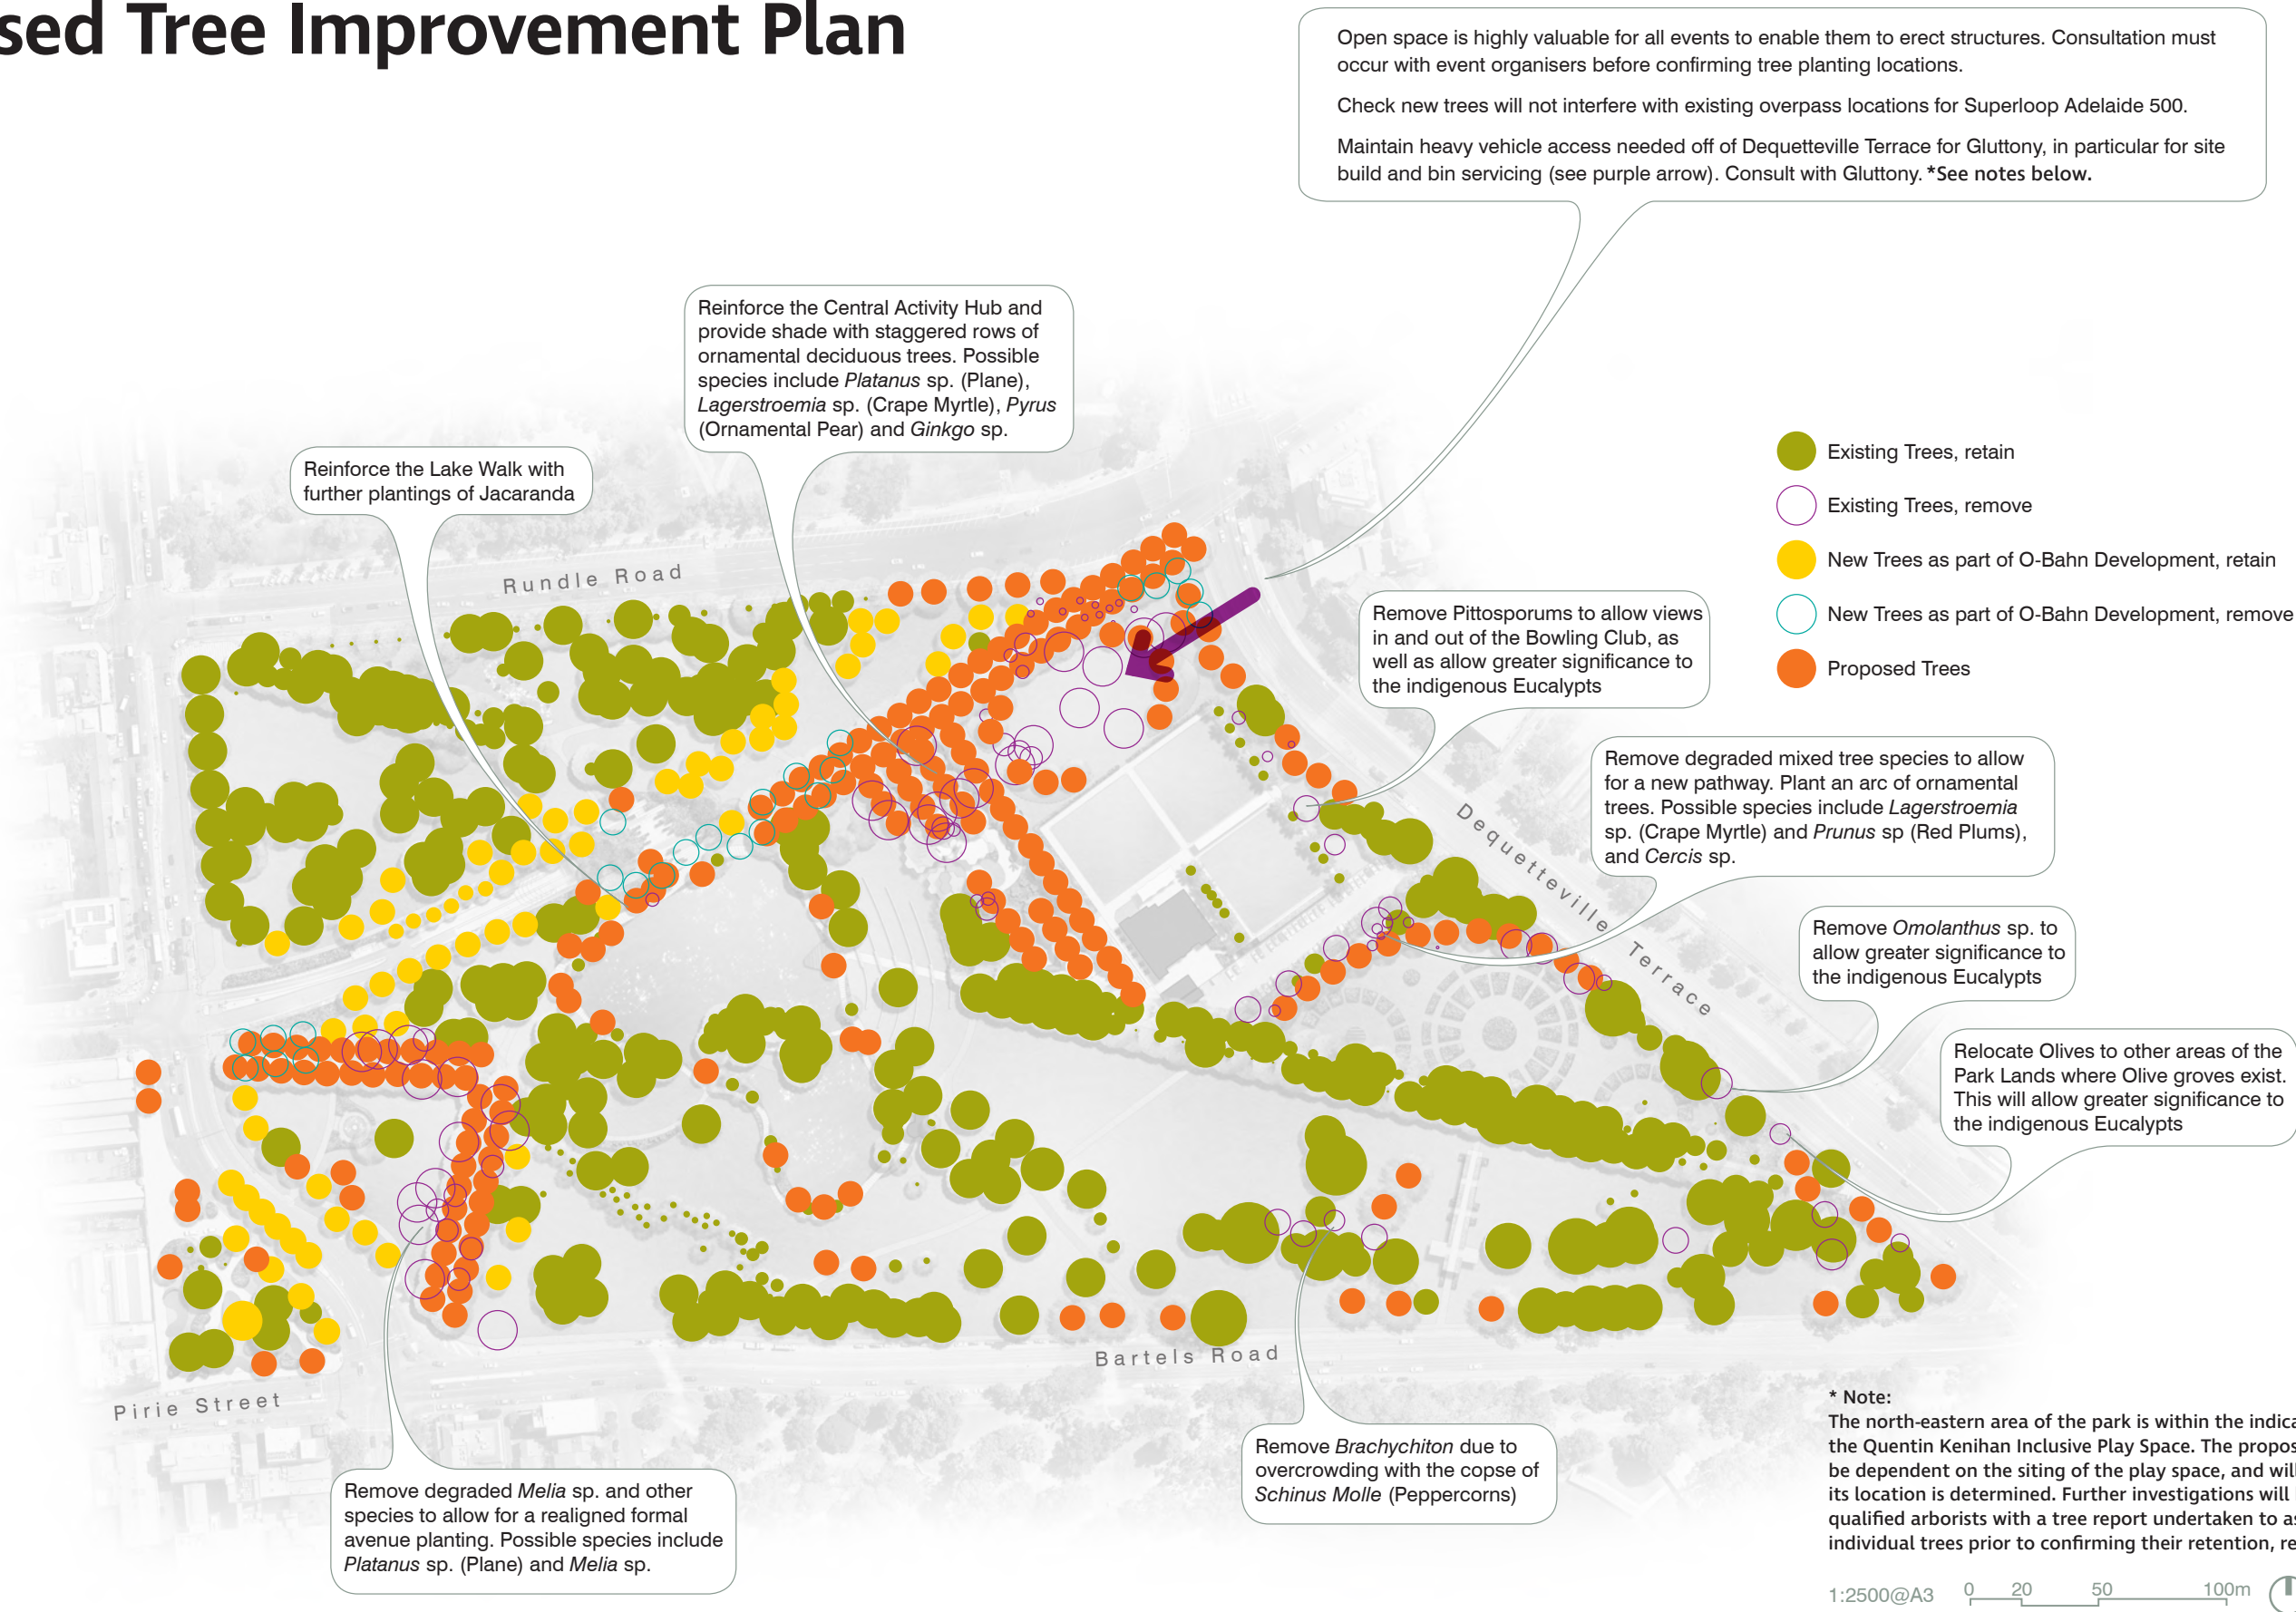 sed Tree Improvement Plan
Open space is highly valuable for all events to enable them to erect structures. Consultation must
occur with event organisers before confirming tree planting locations.
Check new trees will not interfere with existing overpass locations for Superloop Adelaide 500.
Maintain heavy vehicle access needed off of Dequetteville Terrace for Gluttony, in particular for site
build and bin servicing (see purple arrow). Consult with Gluttony. *See notes below.
Reinforce the Central Activity Hub and
provide shade with staggered rows of
ornamental deciduous trees. Possible
species include Platanus sp. (Plane),
Lagerstroemia sp. (Crape Myrtle), Pyrus
(Ornamental Pear) and Ginkgo sp.
Reinforce the Lake Walk with
further plantings of Jacaranda
Existing Trees, retain
Existing Trees, remove
New Trees as part of O-Bahn Development, retain
New Trees as part of O-Bahn Development, remove
Proposed Trees
Rundle Road
Remove Pittosporums to allow views
in and out of the Bowling Club, as
well as allow greater significance to
the indigenous Eucalypts
Remove degraded mixed tree species to allow
for a new pathway. Plant an arc of ornamental
trees. Possible species include Lagerstroemia
sp. (Crape Myrtle) and Prunus sp (Red Plums),
and Cercis sp.
Dequetteville Terrace
Remove Omolanthus sp. to
allow greater significance to
the indigenous Eucalypts
Relocate Olives to other areas of the
Park Lands where Olive groves exist.
This will allow greater significance to
the indigenous Eucalypts
Bartels Road
Pirie Street
Remove Brachychiton due to
overcrowding with the copse of
Schinus Molle (Peppercorns)
Remove degraded Melia sp. and other
species to allow for a realigned formal
avenue planting. Possible species include
Platanus sp. (Plane) and Melia sp.
* Note:
The north-eastern area of the park is within the indica
the Quentin Kenihan Inclusive Play Space. The propos
be dependent on the siting of the play space, and will
its location is determined. Further investigations will
qualified arborists with a tree report undertaken to as
individual trees prior to confirming their retention, re
1:2500@A3 0 20 50 100m